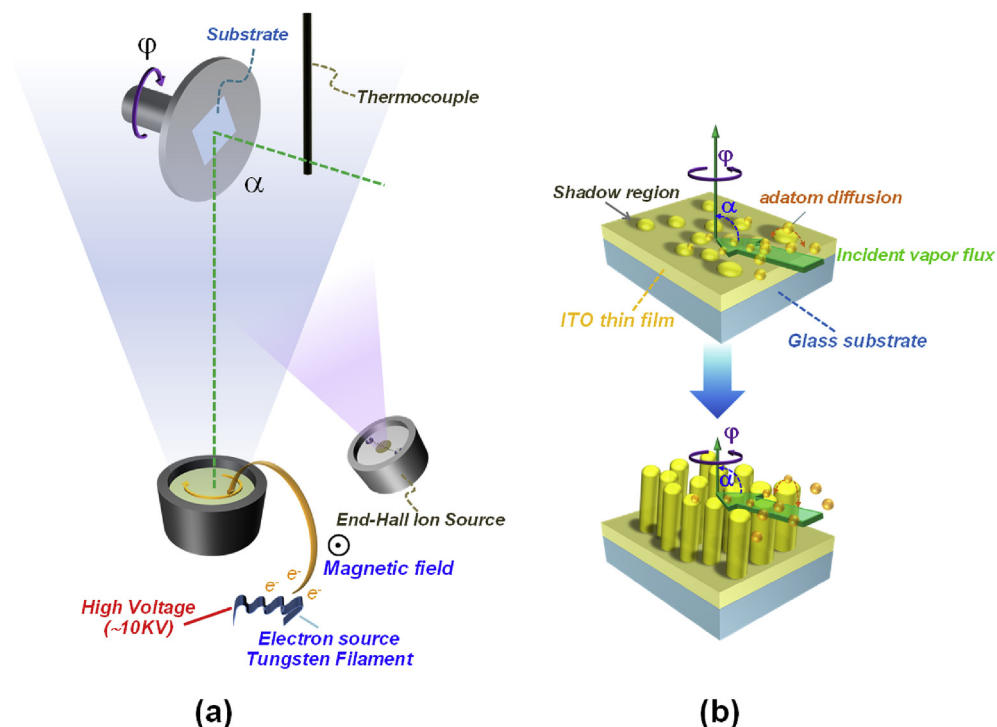 φ
Substrate
Thermocouple
α
End-Hall Ion Source
Magnetic field
e-
e-
e-
e-
High Voltage
(~10KV)
Electron source
Tungsten Filament
(a)
φ
Shadow region
α
adatom diffusion
Incident vapor flux
ITO thin film
Glass substrate
φ
α
(b)